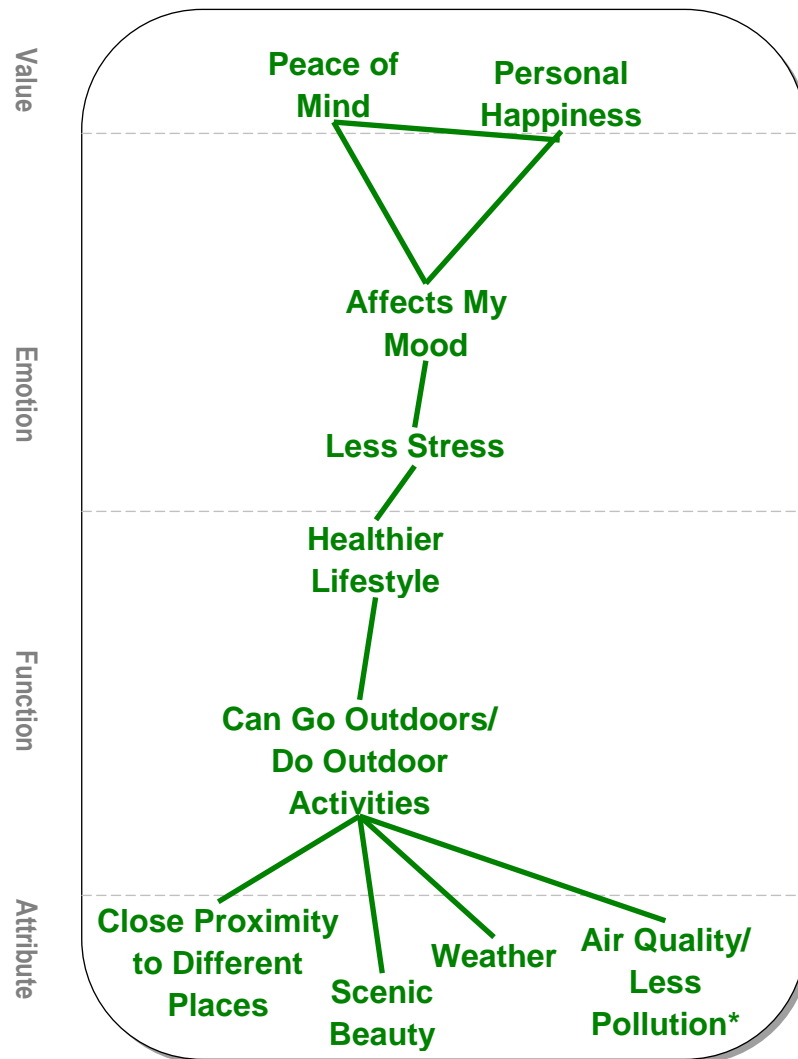 Value
Peace of
Mind
Personal
Happiness
Emotion
Affects My
Mood
Less Stress
Function
Healthier
Lifestyle
Can Go Outdoors/
Do Outdoor
Activities
Attribute
Close Proximity
to Different
Places
Scenic
Beauty
Weather
Air Quality/
Less
Pollution*